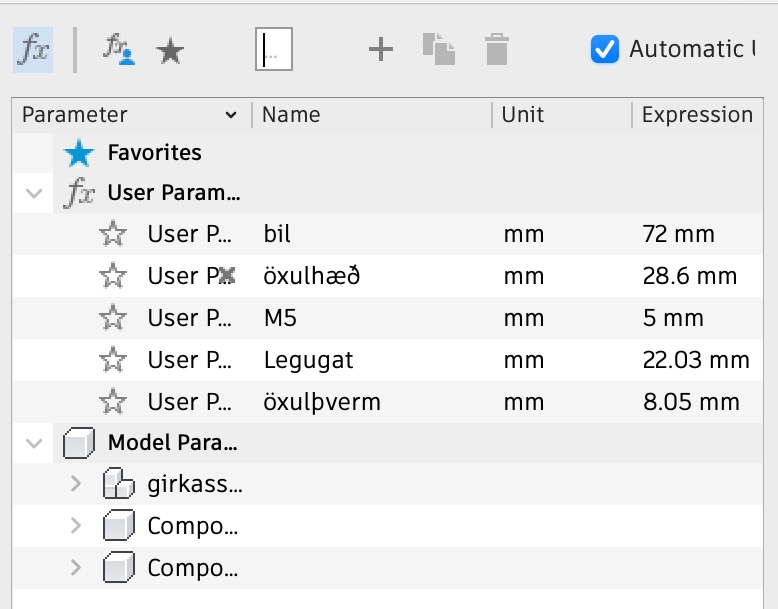 fx fx ... + Automatic U
Parameter Name Unit Expression
Favorites
fx User Param...
User P... bil mm 72 mm
User P... öxulhæð mm 28.6 mm
User P... M5 mm 5 mm
User P... Legugat mm 22.03 mm
User P... öxulþverm mm 8.05 mm
Model Para...
girkass...
Compo...
Compo...